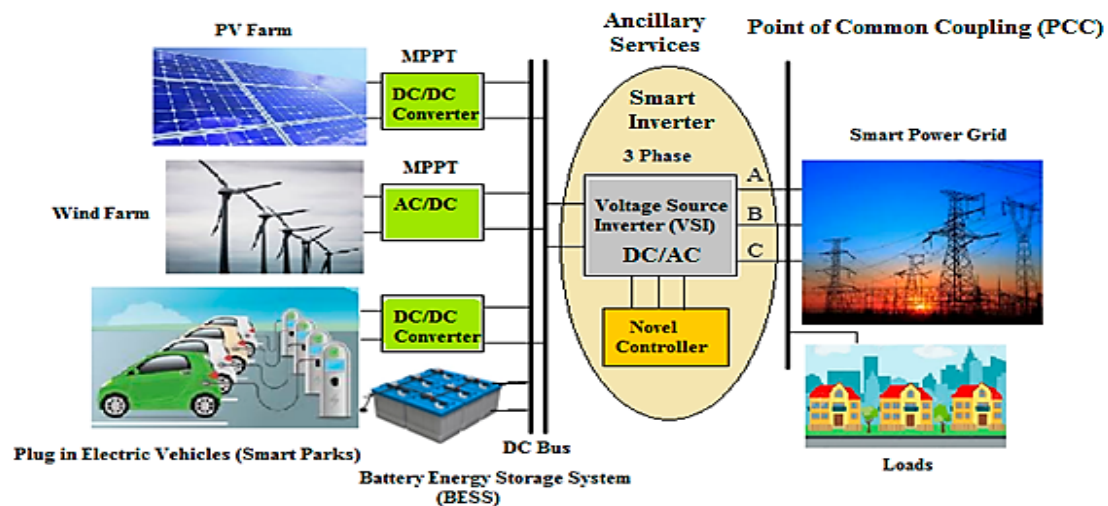 PV Farm
MPPT
DC/DC
Converter
Wind Farm
MPPT
AC/DC
DC/DC
Converter
Plug in Electric Vehicles (Smart Parks)
Battery Energy Storage System
(BESS)
DC Bus
Ancillary
Services
Smart
Inverter
3 Phase
Voltage Source
Inverter (VSI)
DC/AC
Novel
Controller
A
B
C
Point of Common Coupling (PCC)
Smart Power Grid
Loads